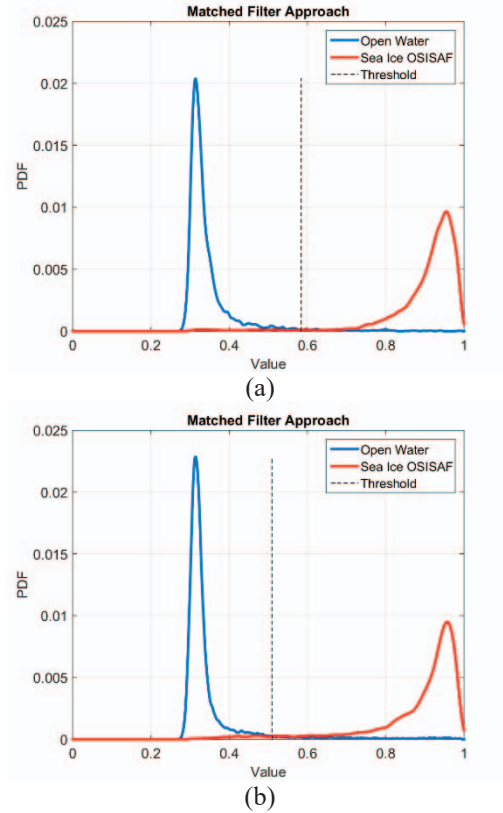 Matched Filter Approach
0.025
0.02
0.015
0.01
0.005
0
PDF
Open Water
Sea Ice OSISAF
Threshold
0 0.2 0.4 0.6 0.8 1
Value
(a)
Matched Filter Approach
0.025
0.02
0.015
0.01
0.005
0
PDF
Open Water
Sea Ice OSISAF
Threshold
0 0.2 0.4 0.6 0.8 1
Value
(b)